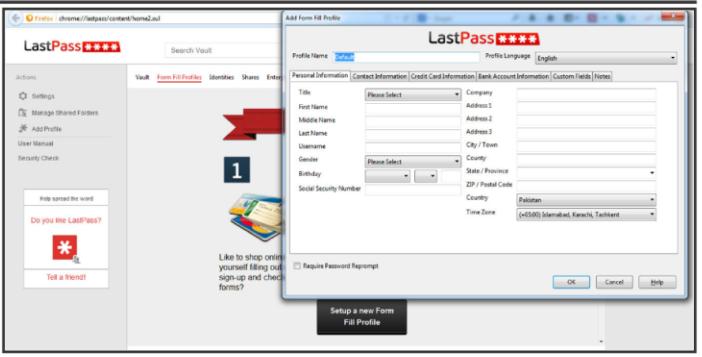 Firefox chrome://lastpass/content/home2.xul
LastPass
Search Vault
Actions
Settings
Manage Shared Folders
Add Profile
User Manual
Security Check
Help spread the word
Do you like LastPass?
Tell a friend!
Vault Form Fill Profiles Identities Shares Enter
1
Like to shop onlin
yourself filling out
sign-up and check
forms?
Setup a new Form
Fill Profile
Add Form Fill Profile
LastPass
Profile Name Default Profile Language English
Personal Information Contact Information Credit Card Information Bank Account Information Custom Fields Notes
Title Please Select Company
First Name Address 1
Middle Name Address 2
Last Name Address 3
Username City / Town
Gender Please Select County
Birthday State / Province
Social Security Number ZIP / Postal Code
Country Pakistan
Time Zone (+05:00) Islamabad, Karachi, Tashkent
Require Password Reprompt
OK Cancel Help